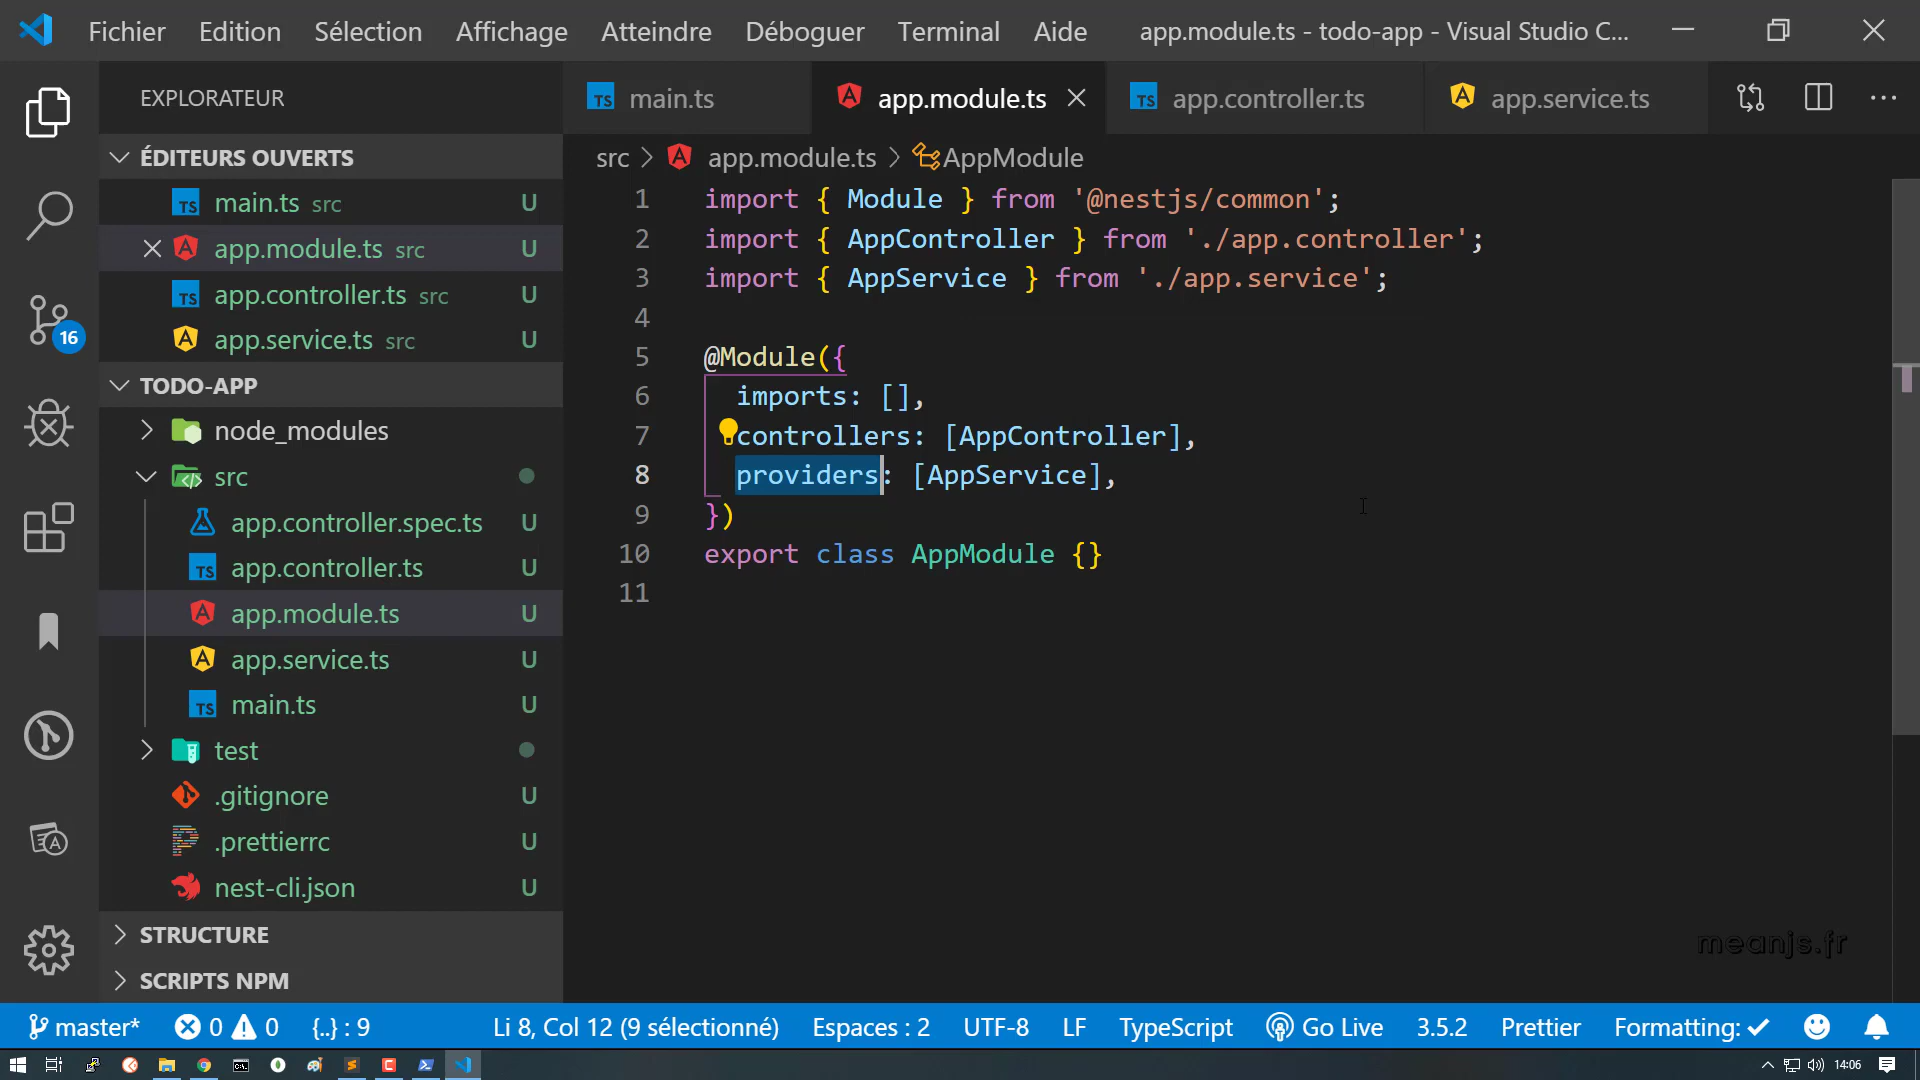 Fichier Edition Sélection Affichage Atteindre Déboguer Terminal Aide app.module.ts - todo-app - Visual Studio C...
EXPLORATEUR
ÉDITEURS OUVERTS
TS main.ts src U
app.module.ts src U
TS app.controller.ts src U
app.service.ts src U
TODO-APP
node_modules
src
app.controller.spec.ts U
TS app.controller.ts U
app.module.ts U
app.service.ts U
TS main.ts U
test
.gitignore U
.prettierrc U
nest-cli.json U
STRUCTURE
SCRIPTS NPM
16
TS main.ts app.module.ts TS app.controller.ts app.service.ts
src > app.module.ts > AppModule
1 import { Module } from '@nestjs/common';
2 import { AppController } from './app.controller';
3 import { AppService } from './app.service';
4
5 @Module({
6 imports: [],
7 controllers: [AppController],
8 providers: [AppService],
9 })
10 export class AppModule {}
11
meanjs.fr
master* 0 0 {..} : 9 Li 8, Col 12 (9 sélectionné) Espaces : 2 UTF-8 LF TypeScript Go Live 3.5.2 Prettier Formatting: ✓
14:06